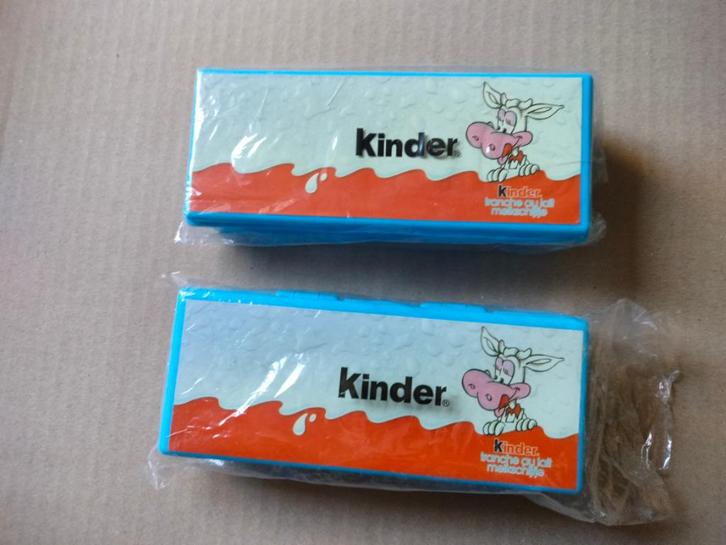 Kinder®
kinder
tranche au lait
melkschijfje
Kinder®
kinder
tranche au lait
melkschijfje